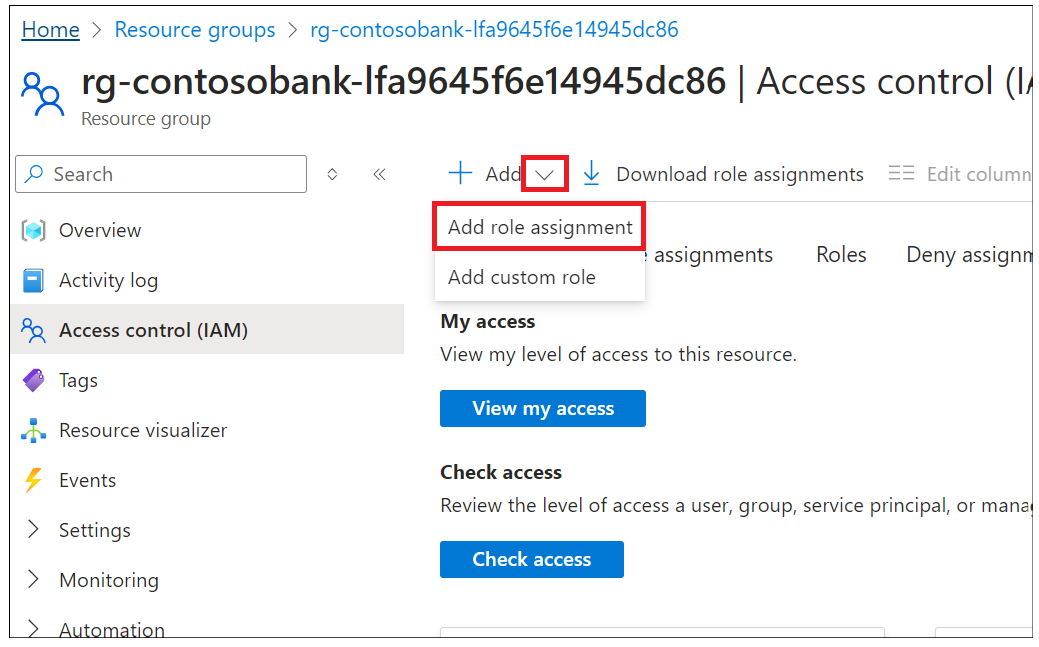 Home > Resource groups > rg-contosobank-lfa9645f6e14945dc86
rg-contosobank-lfa9645f6e14945dc86 | Access control (IA
Resource group
Search
Add
Download role assignments
Edit column
Add role assignment
Add custom role
assignments
Roles
Deny assignm
Overview
Activity log
Access control (IAM)
Tags
Resource visualizer
Events
Settings
Monitoring
Automation
My access
View my level of access to this resource.
View my access
Check access
Review the level of access a user, group, service principal, or mana
Check access